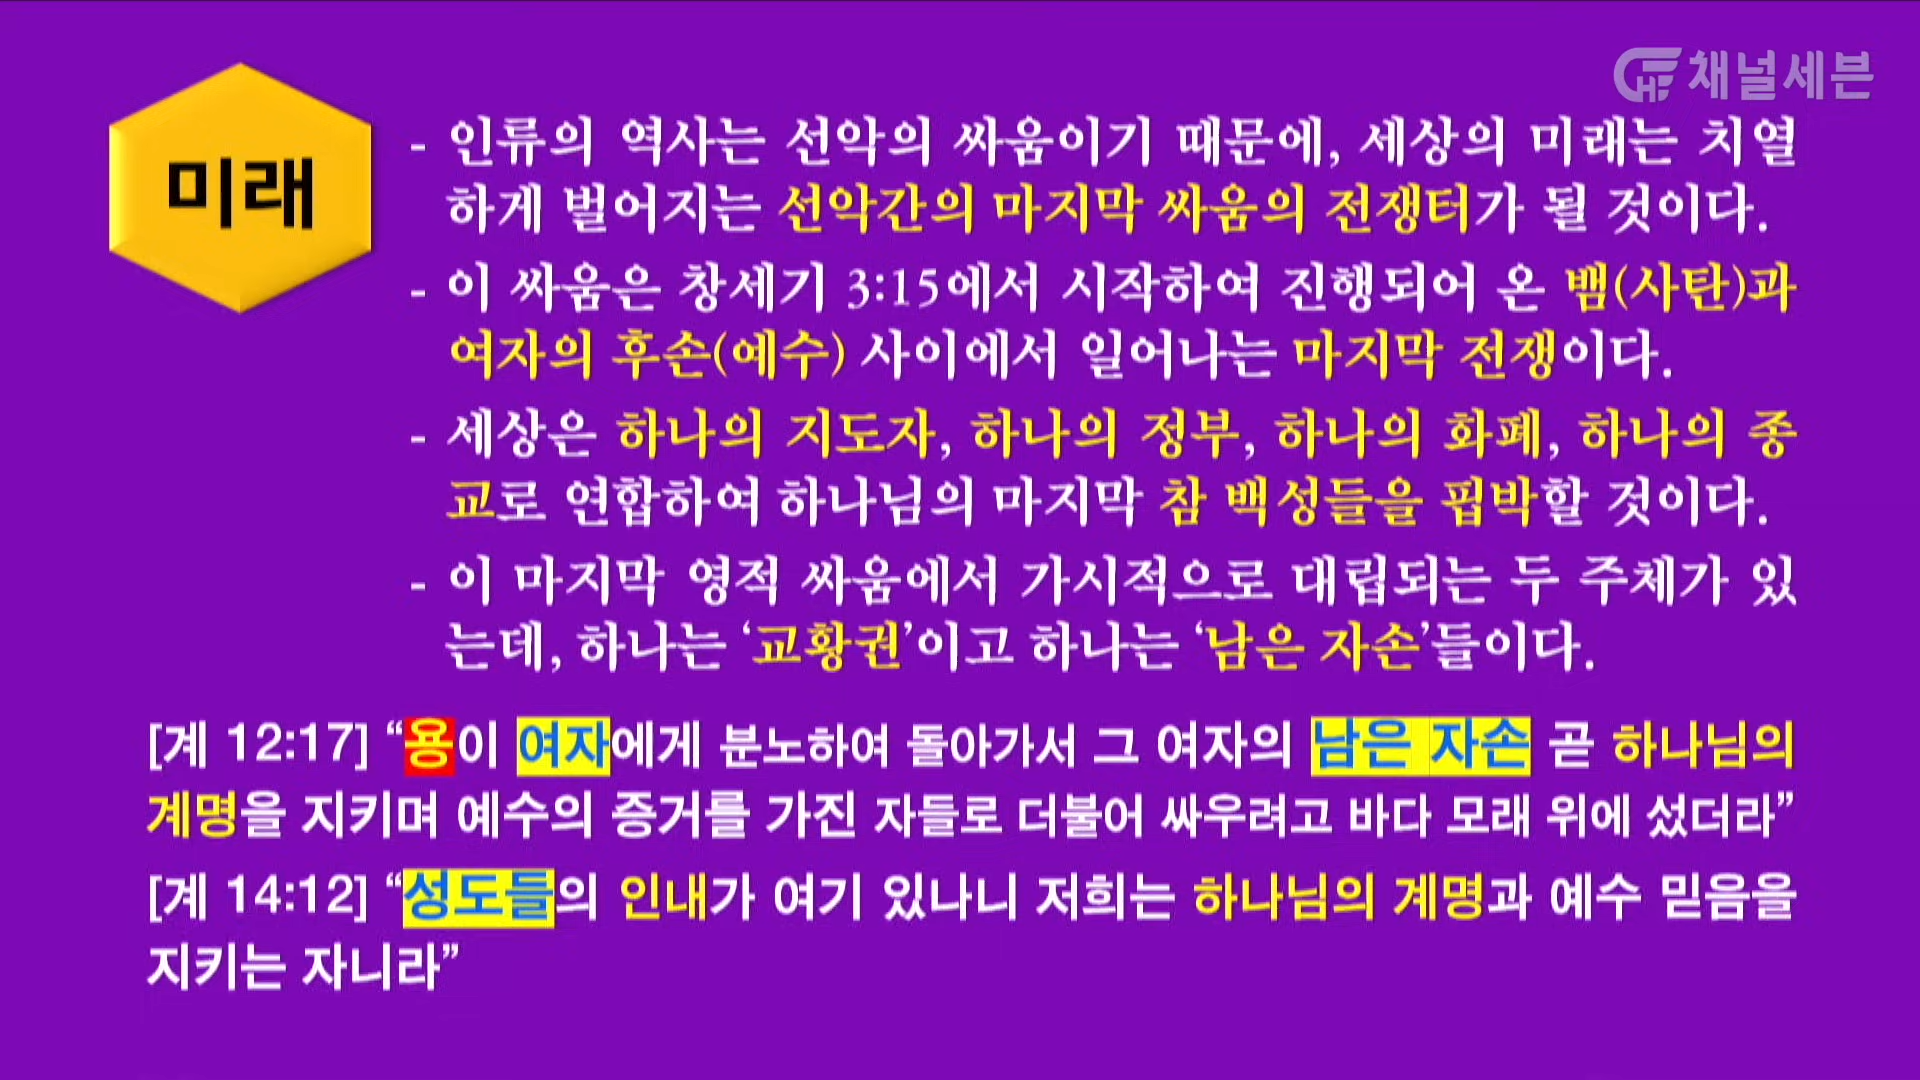 채널세븐
미래
- 인류의 역사는 선악의 싸움이기 때문에, 세상의 미래는 치열
하게 벌어지는 선악간의 마지막 싸움의 전쟁터가 될 것이다.
- 이 싸움은 창세기 3:15에서 시작하여 진행되어 온 뱀(사탄)과
여자의 후손(예수) 사이에서 일어나는 마지막 전쟁이다.
- 세상은 하나의 지도자, 하나의 정부, 하나의 화폐, 하나의 종
교로 연합하여 하나님의 마지막 참 백성들을 핍박할 것이다.
- 이 마지막 영적 싸움에서 가시적으로 대립되는 두 주체가 있
는데, 하나는 ‘교황권’이고 하나는 ‘남은 자손’들이다.
[계 12:17] “용이 여자에게 분노하여 돌아가서 그 여자의 남은 자손 곧 하나님의
계명을 지키며 예수의 증거를 가진 자들로 더불어 싸우려고 바다 모래 위에 섰더라”
[계 14:12] “성도들의 인내가 여기 있나니 저희는 하나님의 계명과 예수 믿음을
지키는 자니라”